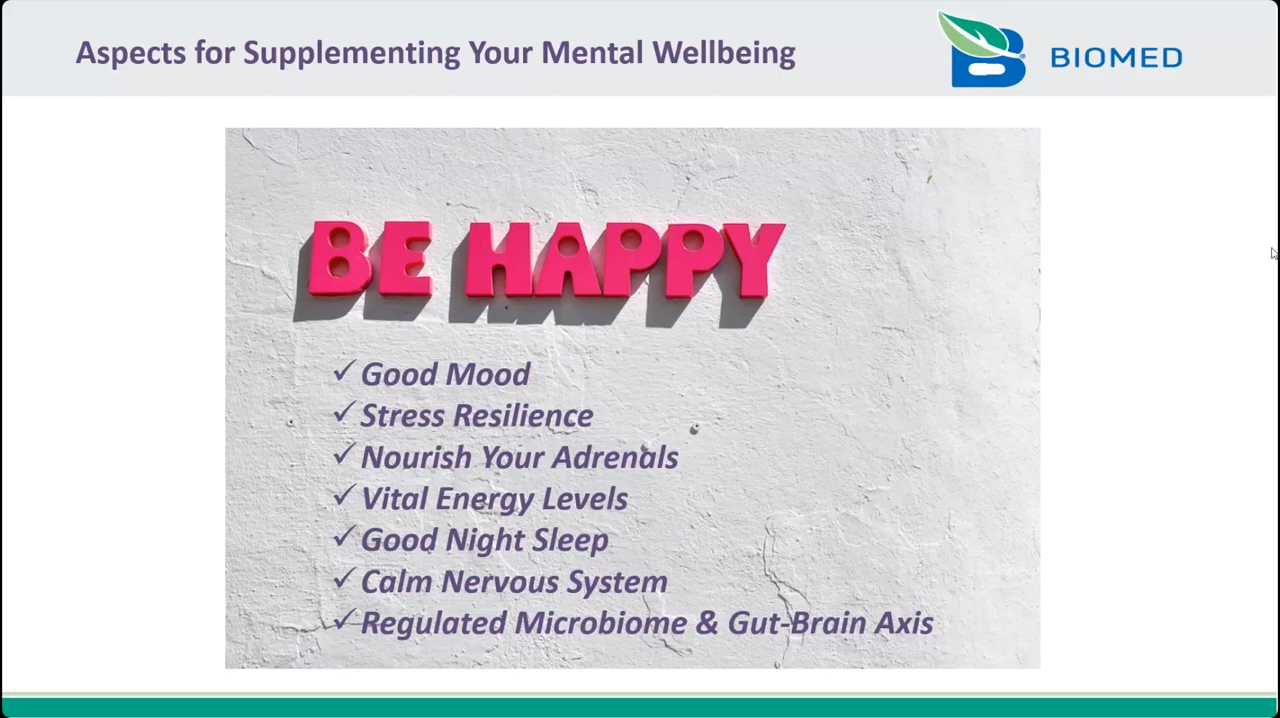 Aspects for Supplementing Your Mental Wellbeing
BIOMED
BE HAPPY
✓Good Mood
✓Stress Resilience
✓Nourish Your Adrenals
✓Vital Energy Levels
✓Good Night Sleep
✓Calm Nervous System
✓Regulated Microbiome & Gut-Brain Axis